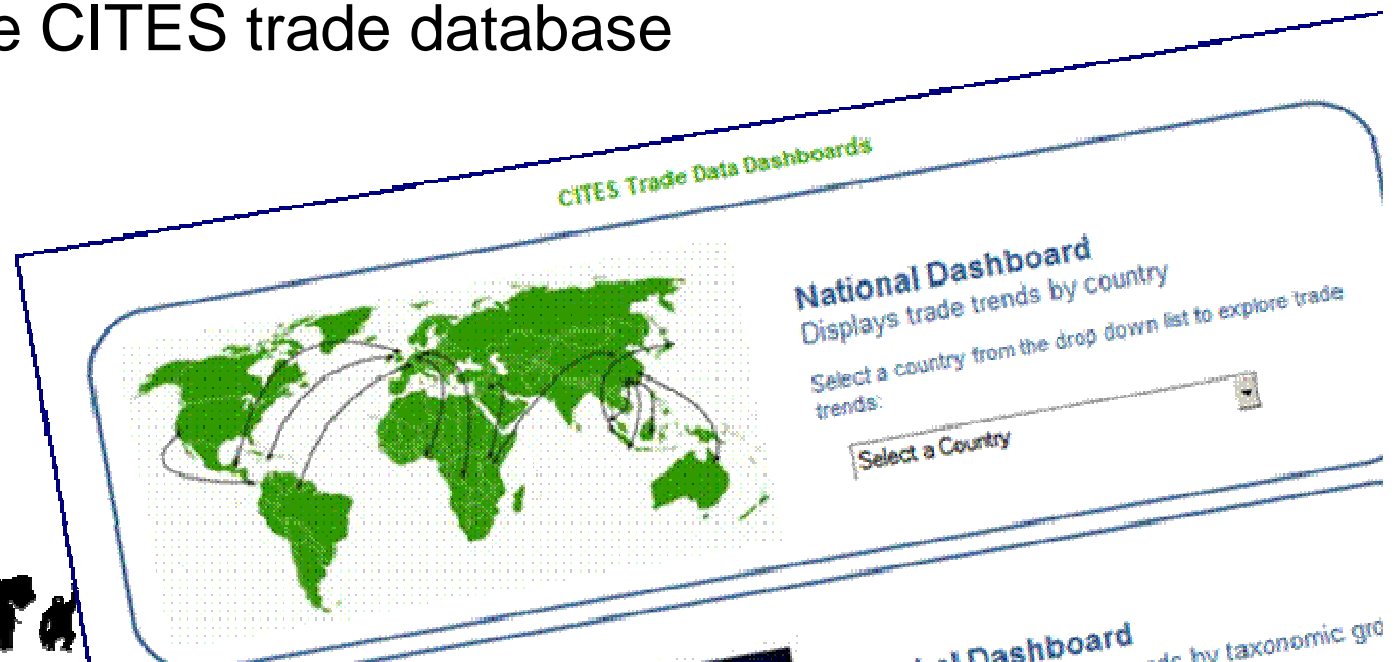 CITES trade database
CITES Trade Data Dashboards
National Dashboard
Displays trade trends by country
Select a country from the drop down list to explore trade
trends:
Select a Country
Dashboard
by taxonomic